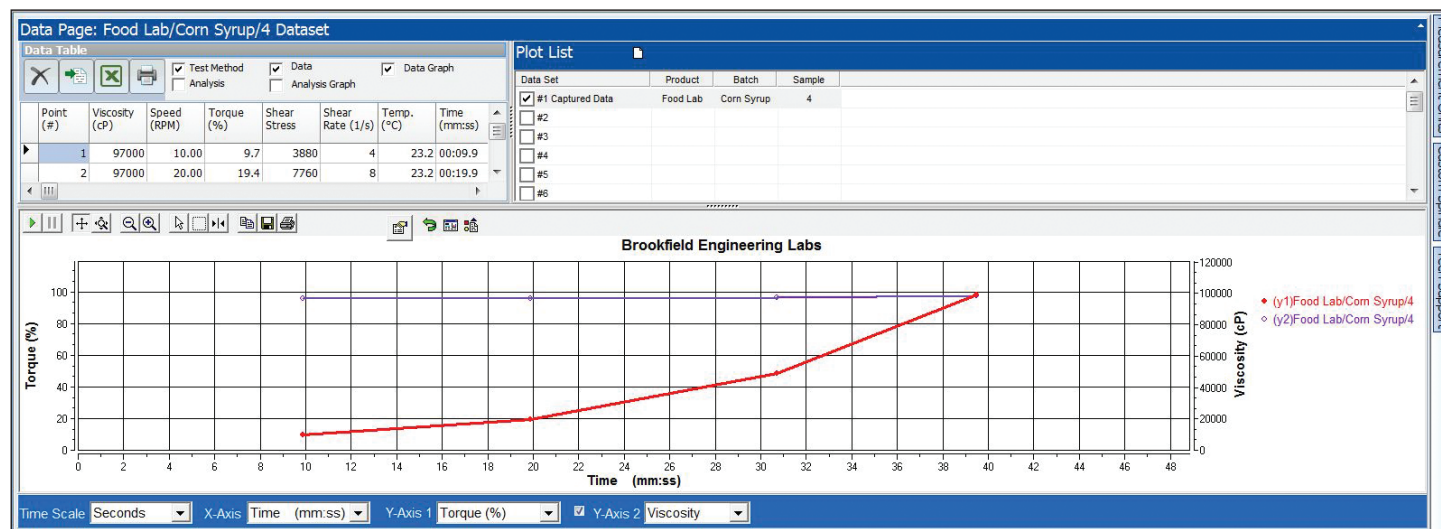 Data Page: Food Lab/Corn Syrup/4 Dataset
Data Table
Test Method Data Data Graph
Analysis Analysis Graph
Point (#) Viscosity (cP) Speed (RPM) Torque (%) Shear Stress Shear Rate (1/s) Temp. (°C) Time (mm:ss)
1 97000 10.00 9.7 3880 4 23.2 00:09.9
2 97000 20.00 19.4 7760 8 23.2 00:19.9
Plot List
Data Set Product Batch Sample
#1 Captured Data Food Lab Corn Syrup 4
#2
#3
#4
#5
#6
Brookfield Engineering Labs
120000
100 100000
80 80000
60 60000
40 40000
20 20000
0 0
Torque (%)
Viscosity (cP)
0 2 4 6 8 10 12 14 16 18 20 22 24 26 28 30 32 34 36 38 40 42 44 46 48
Time (mm:ss)
(y1)Food Lab/Corn Syrup/4
(y2)Food Lab/Corn Syrup/4
Time Scale Seconds X-Axis Time (mm:ss) Y-Axis 1 Torque (%) Y-Axis 2 Viscosity